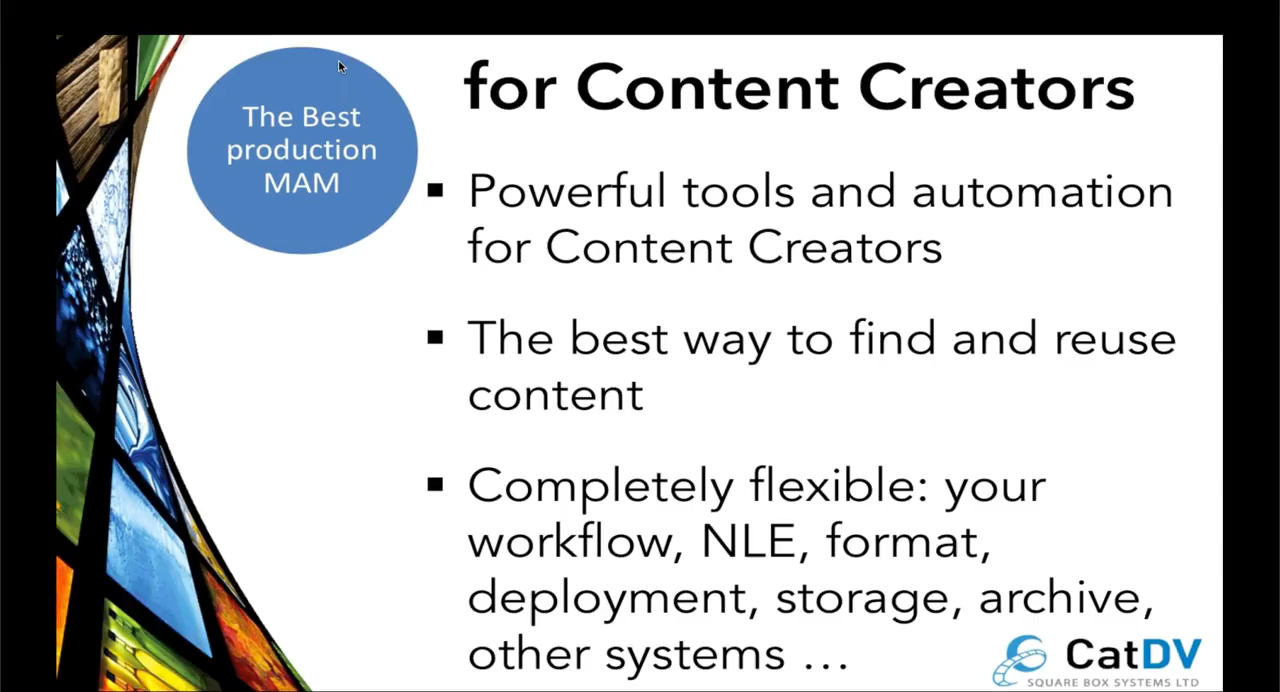 The Best
production
MAM
for Content Creators
▪ Powerful tools and automation
for Content Creators
▪ The best way to find and reuse
content
▪ Completely flexible: your
workflow, NLE, format,
deployment, storage, archive,
other systems ...
CatDV
SQUARE BOX SYSTEMS LTD